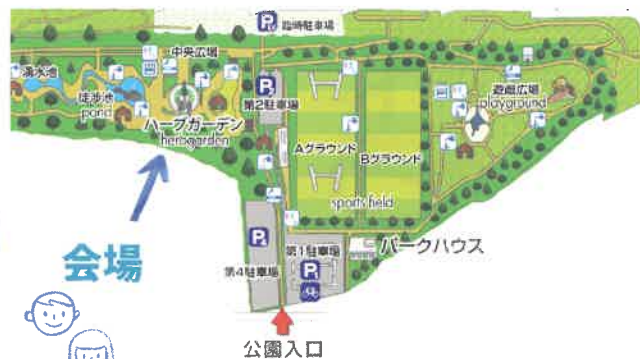 P
臨時駐車場
中央広場
湧水池
徒渉池
pond
ハーブガーデン
herbgarden
P
第2駐車場
Aグラウンド
Bグラウンド
sports field
遊戯広場
playground
会場
P
第4駐車場
第1駐車場
P
パークハウス
公園入口